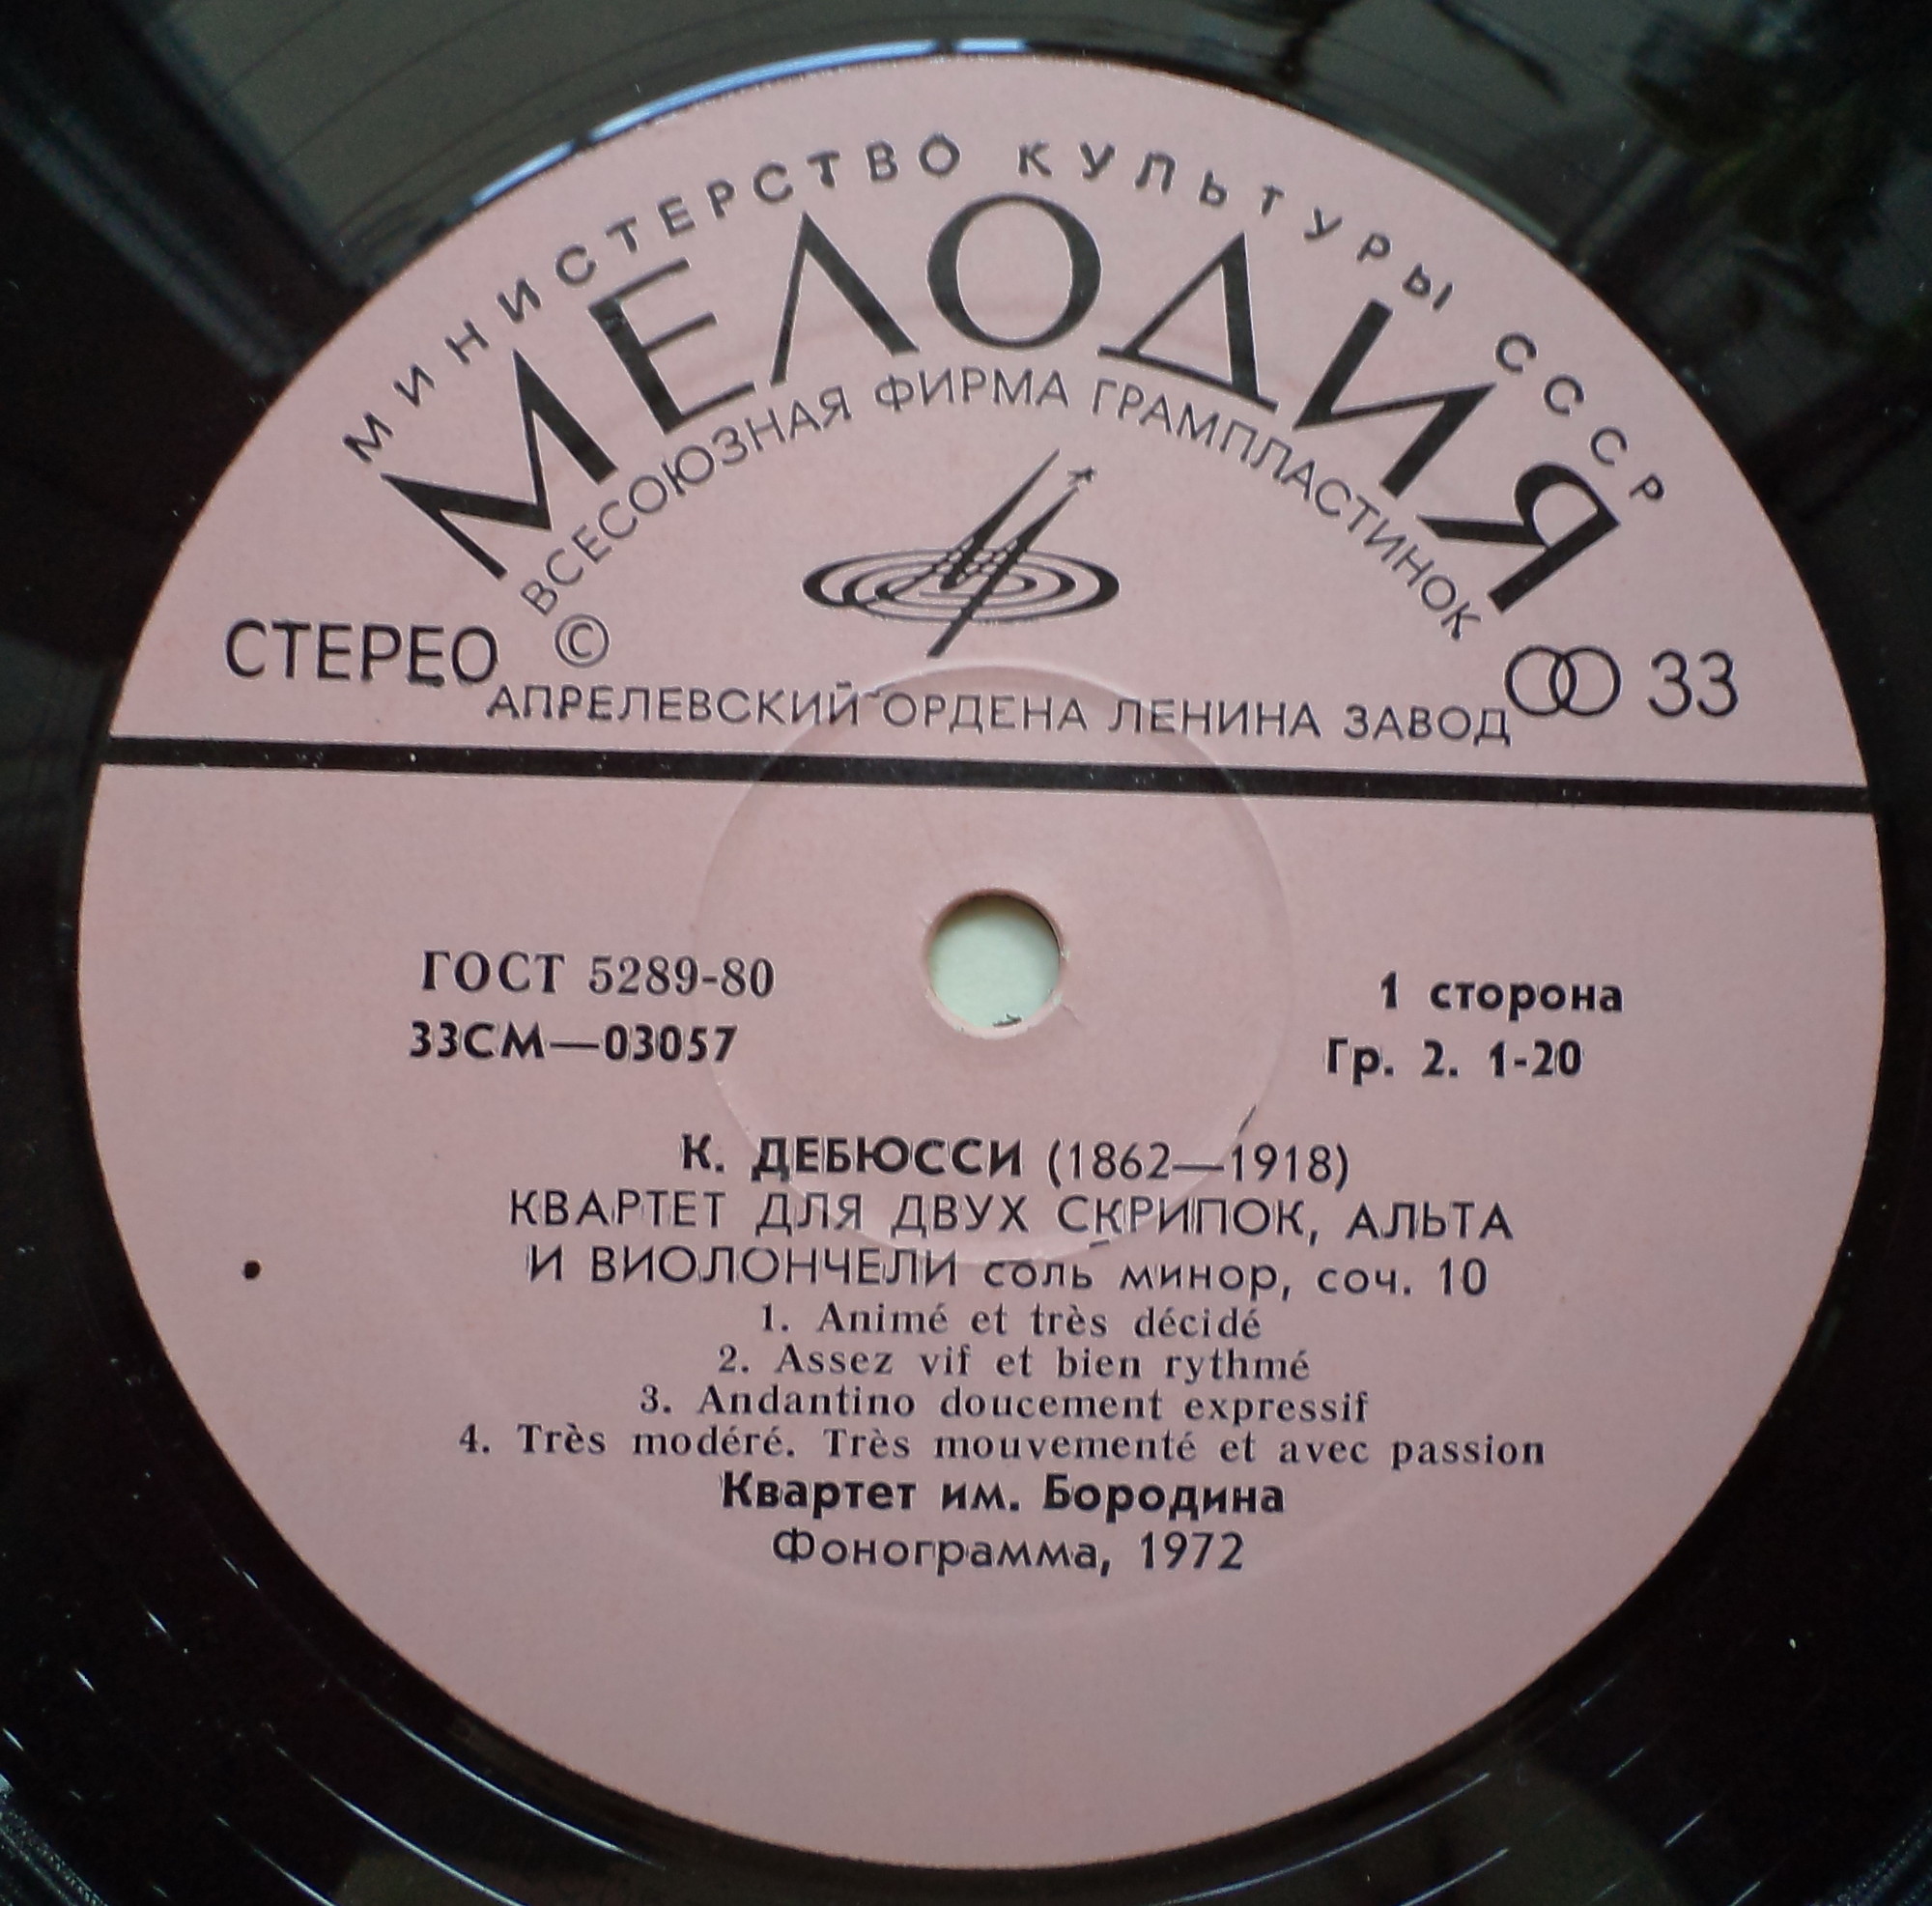 МИНИСТЕРСТВО КУЛЬТУРЫ СССР
МЕЛОДИЯ
ВСЕСОЮЗНАЯ ФИРМА ГРАМПЛАСТИНОК
СТЕРЕО © 33
АПРЕЛЕВСКИЙ ОРДЕНА ЛЕНИНА ЗАВОД
ГОСТ 5289-80
33СМ—03057
1 сторона
Гр. 2. 1-20
К. ДЕБЮССИ (1862—1918)
КВАРТЕТ ДЛЯ ДВУХ СКРИПОК, АЛЬТА
И ВИОЛОНЧЕЛИ соль минор, соч. 10
1. Animé et très décidé
2. Assez vif et bien rythmé
3. Andantino doucement expressif
4. Très modéré. Très mouvementé et avec passion
Квартет им. Бородина
Фонограмма, 1972